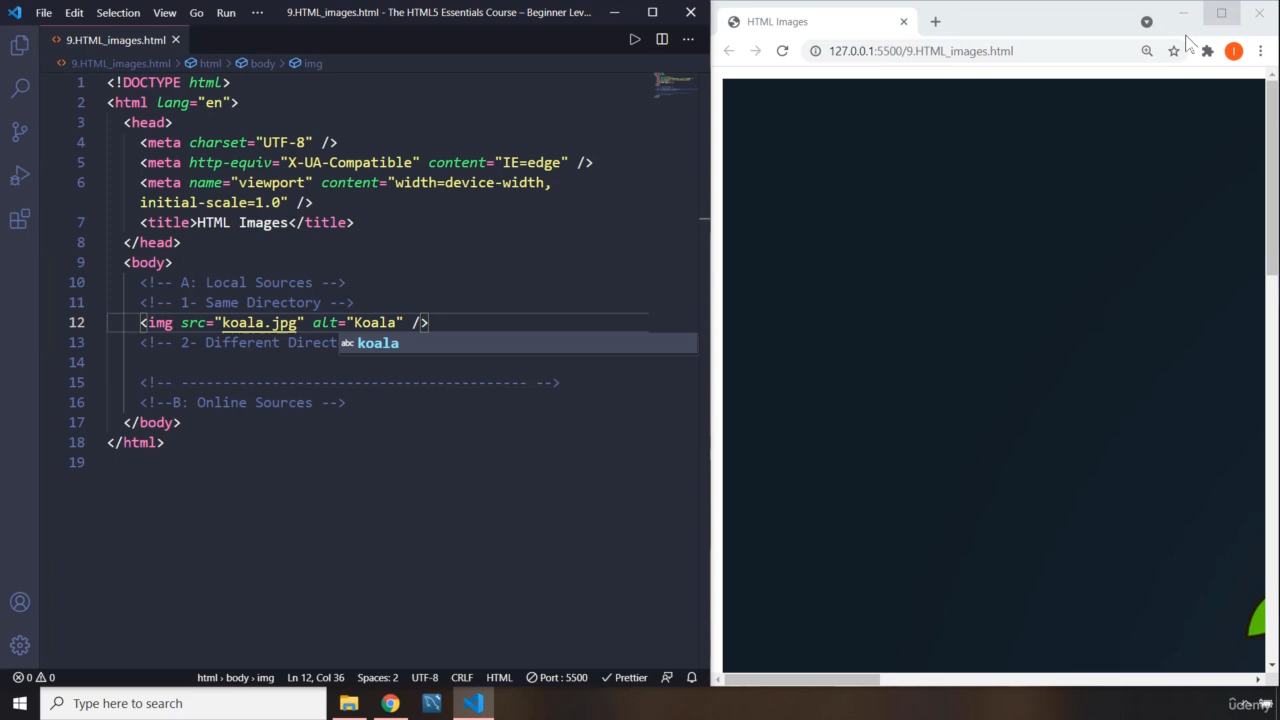 File Edit Selection View Go Run ··· 9.HTML_images.html - The HTML5 Essentials Course – Beginner Lev...
9.HTML_images.html
9.HTML_images.html > html > body > img
1 <!DOCTYPE html>
2 <html lang="en">
3 <head>
4 <meta charset="UTF-8" />
5 <meta http-equiv="X-UA-Compatible" content="IE=edge" />
6 <meta name="viewport" content="width=device-width,
initial-scale=1.0" />
7 <title>HTML Images</title>
8 </head>
9 <body>
10 <!-- A: Local Sources -->
11 <!-- 1- Same Directory -->
12 <img src="koala.jpg" alt="Koala" />
13 <!-- 2- Different Direct
abc koala
14
15 <!-- ------------------------------------------ -->
16 <!--B: Online Sources -->
17 </body>
18 </html>
19
0 0 html › body › img Ln 12, Col 36 Spaces: 2 UTF-8 CRLF HTML Port : 5500 Prettier
HTML Images
127.0.0.1:5500/9.HTML_images.html
I
Type here to search
udemy